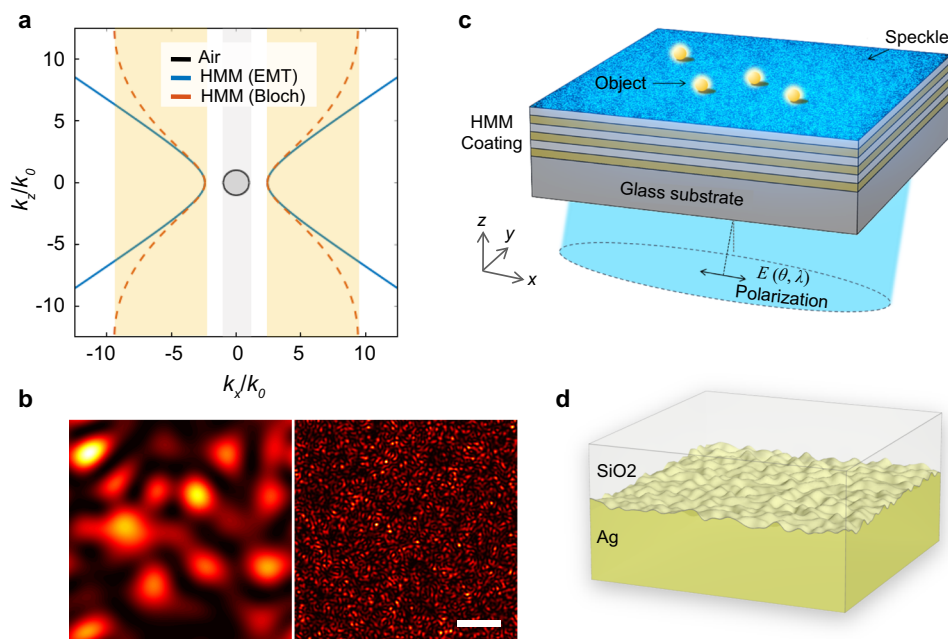 a
10
5
0
-5
-10
k_z/k_0
Air
HMM (EMT)
HMM (Bloch)
-10
-5
0
5
10
k_x/k_0
b
c
Speckle
Object
HMM
Coating
Glass substrate
z
y
x
E (θ, λ)
Polarization
d
SiO2
Ag